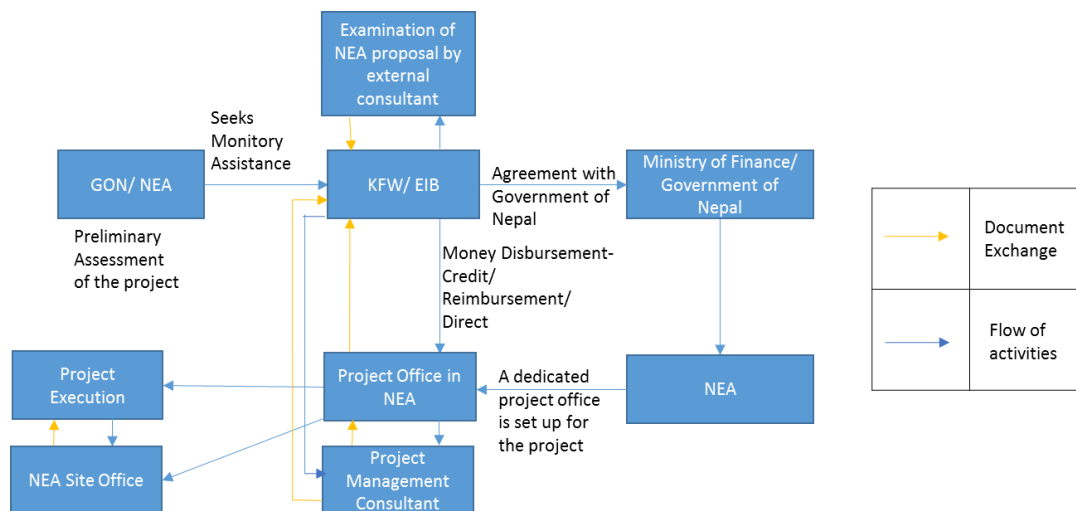 Examination of
NEA proposal by
external
consultant
Seeks
Monitory
Assistance
GON/ NEA
KFW/ EIB
Agreement with
Government of
Nepal
Ministry of Finance/
Government of
Nepal
Preliminary
Assessment
of the project
Money Disbursement-
Credit/
Reimbursement/
Direct
Document
Exchange
Flow of
activities
Project
Execution
Project Office in
NEA
A dedicated
project office
is set up for
the project
NEA
NEA Site Office
Project
Management
Consultant